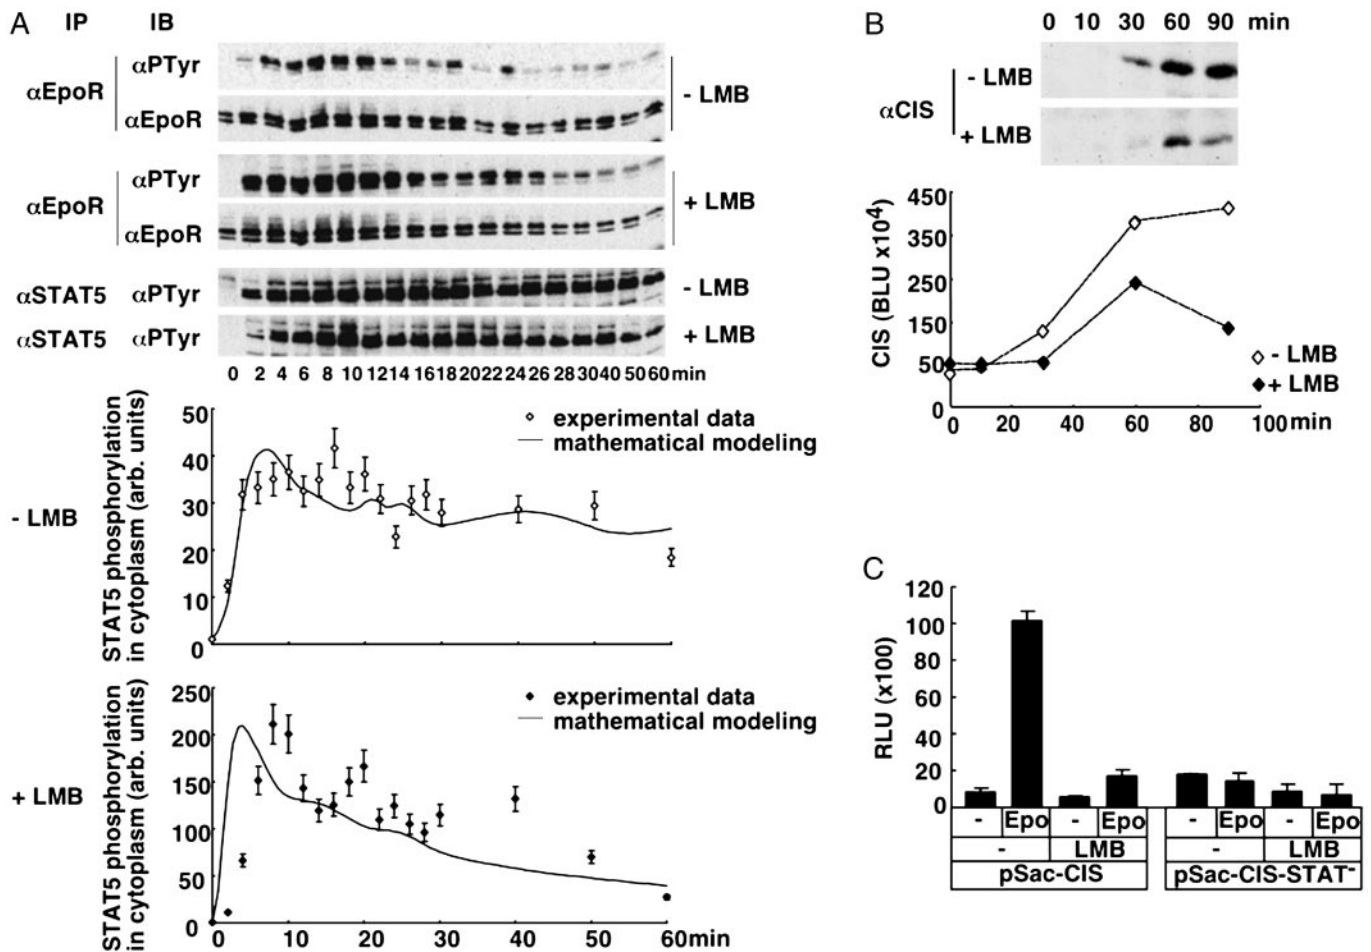 A IP IB
αEpoR αPTyr - LMB
αEpoR
αEpoR αPTyr + LMB
αEpoR
αSTAT5 αPTyr - LMB
αSTAT5 αPTyr + LMB
0 2 4 6 8 10 12 14 16 18 20 22 24 26 28 30 40 50 60 min
- LMB
STAT5 phosphorylation
in cytoplasm (arb. units)
50
40
30
20
10
0
experimental data
mathematical modeling
+ LMB
STAT5 phosphorylation
in cytoplasm (arb. units)
250
200
150
100
50
0
experimental data
mathematical modeling
0 10 20 30 40 50 60 min
B 0 10 30 60 90 min
αCIS - LMB
+ LMB
CIS (BLU x10⁴)
450
350
250
150
50
0
- LMB
+ LMB
0 20 40 60 80 100 min
C
RLU (x100)
120
100
80
60
40
20
0
- Epo - Epo - Epo - Epo
- LMB - LMB
pSac-CIS pSac-CIS-STAT⁻